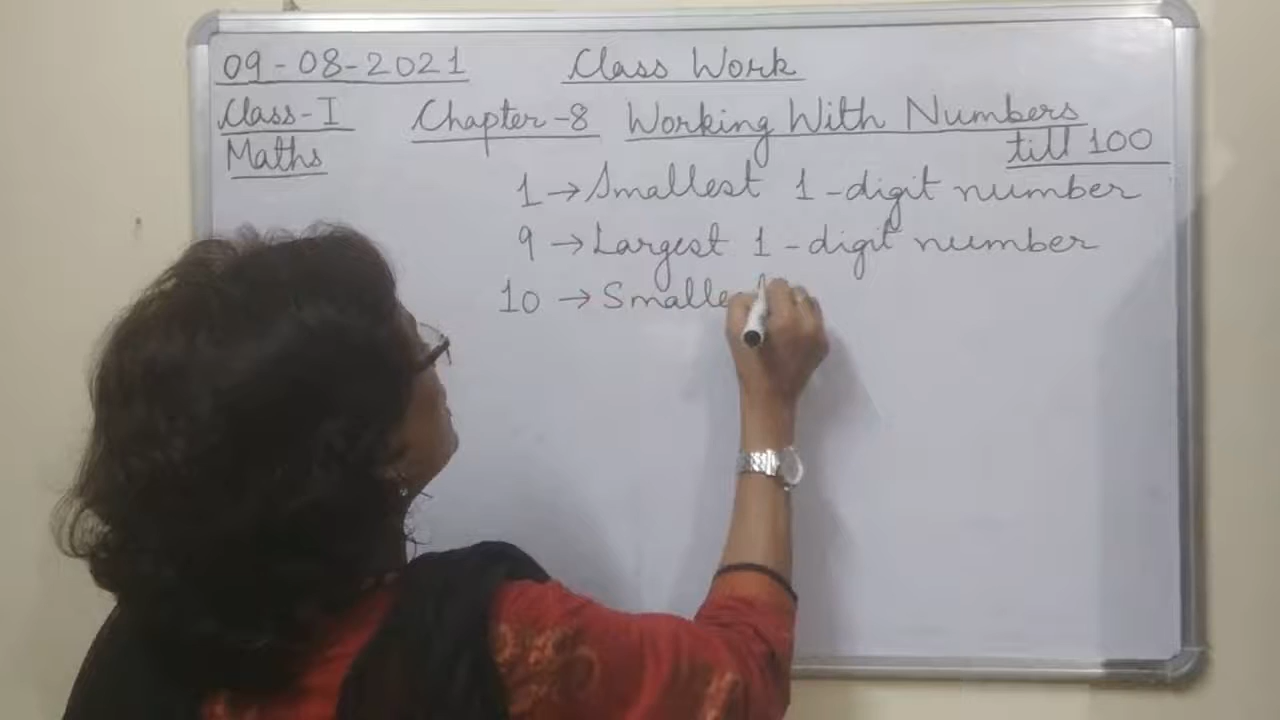 09-08-2021 Class Work
Class-I Chapter-8 Working With Numbers
Maths till 100
1 → Smallest 1-digit number
9 → Largest 1-digit number
10 → Smalle